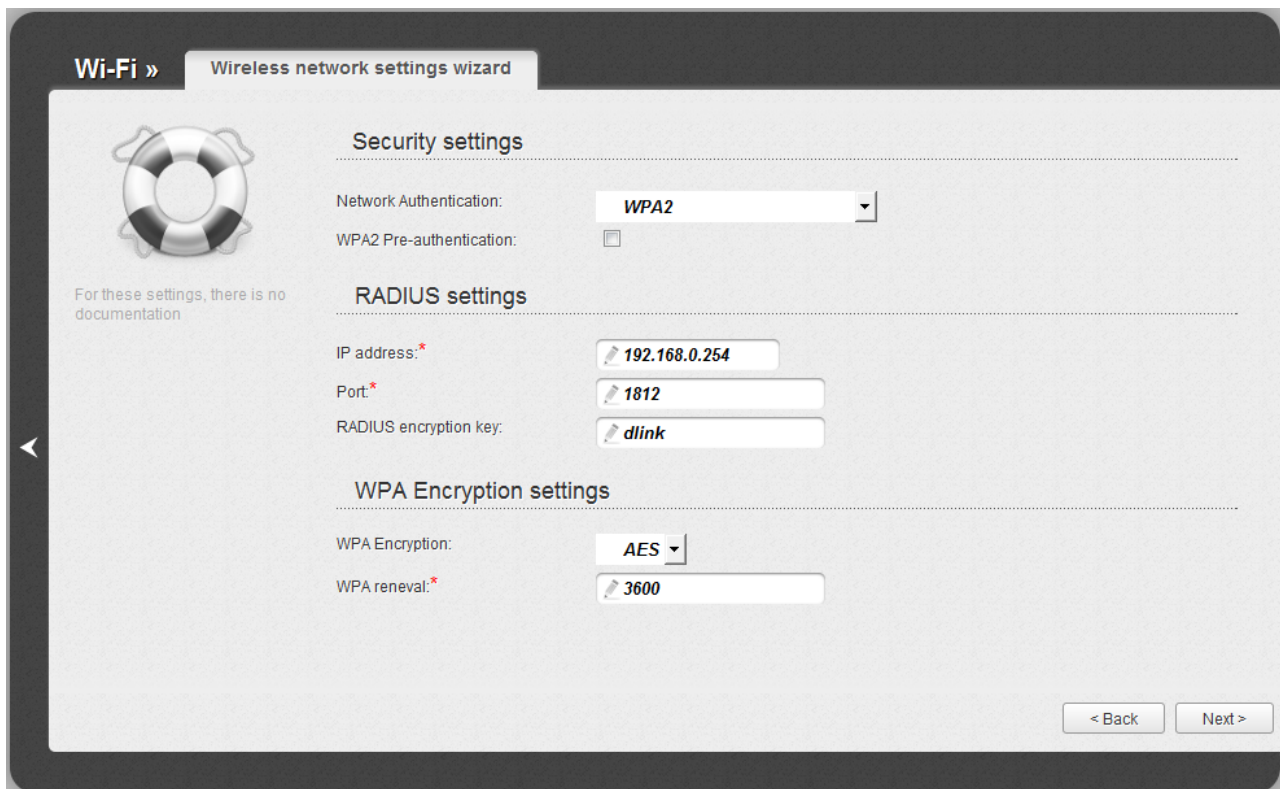 Wi-Fi » Wireless network settings wizard
For these settings, there is no
documentation
Security settings
Network Authentication: WPA2
WPA2 Pre-authentication:
RADIUS settings
IP address:* 192.168.0.254
Port:* 1812
RADIUS encryption key: dlink
WPA Encryption settings
WPA Encryption: AES
WPA reneval:* 3600
< Back Next >